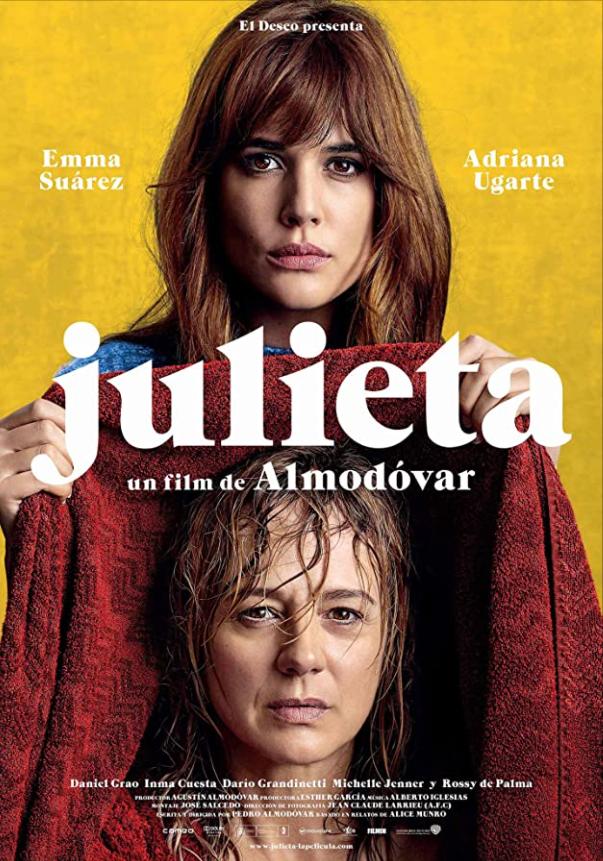 El Deseo presenta
Emma
Suárez
Adriana
Ugarte
julieta
un film de Almodóvar
Daniel Grao Inma Cuesta Darío Grandinetti Michelle Jenner y Rossy de Palma
PRODUCTOR AGUSTÍN ALMODÓVAR PRODUCTORA ESTHER GARCÍA MÚSICA ALBERTO IGLESIAS
MONTAJE JOSÉ SALCEDO DIRECCIÓN DE FOTOGRAFÍA JEAN CLAUDE LARRIEU (A.F.C)
ESCRITA Y DIRIGIDA POR PEDRO ALMODÓVAR BASADO EN RELATOS DE ALICE MUNRO
cameo
FILMIN
www.julieta-lapelicula.com